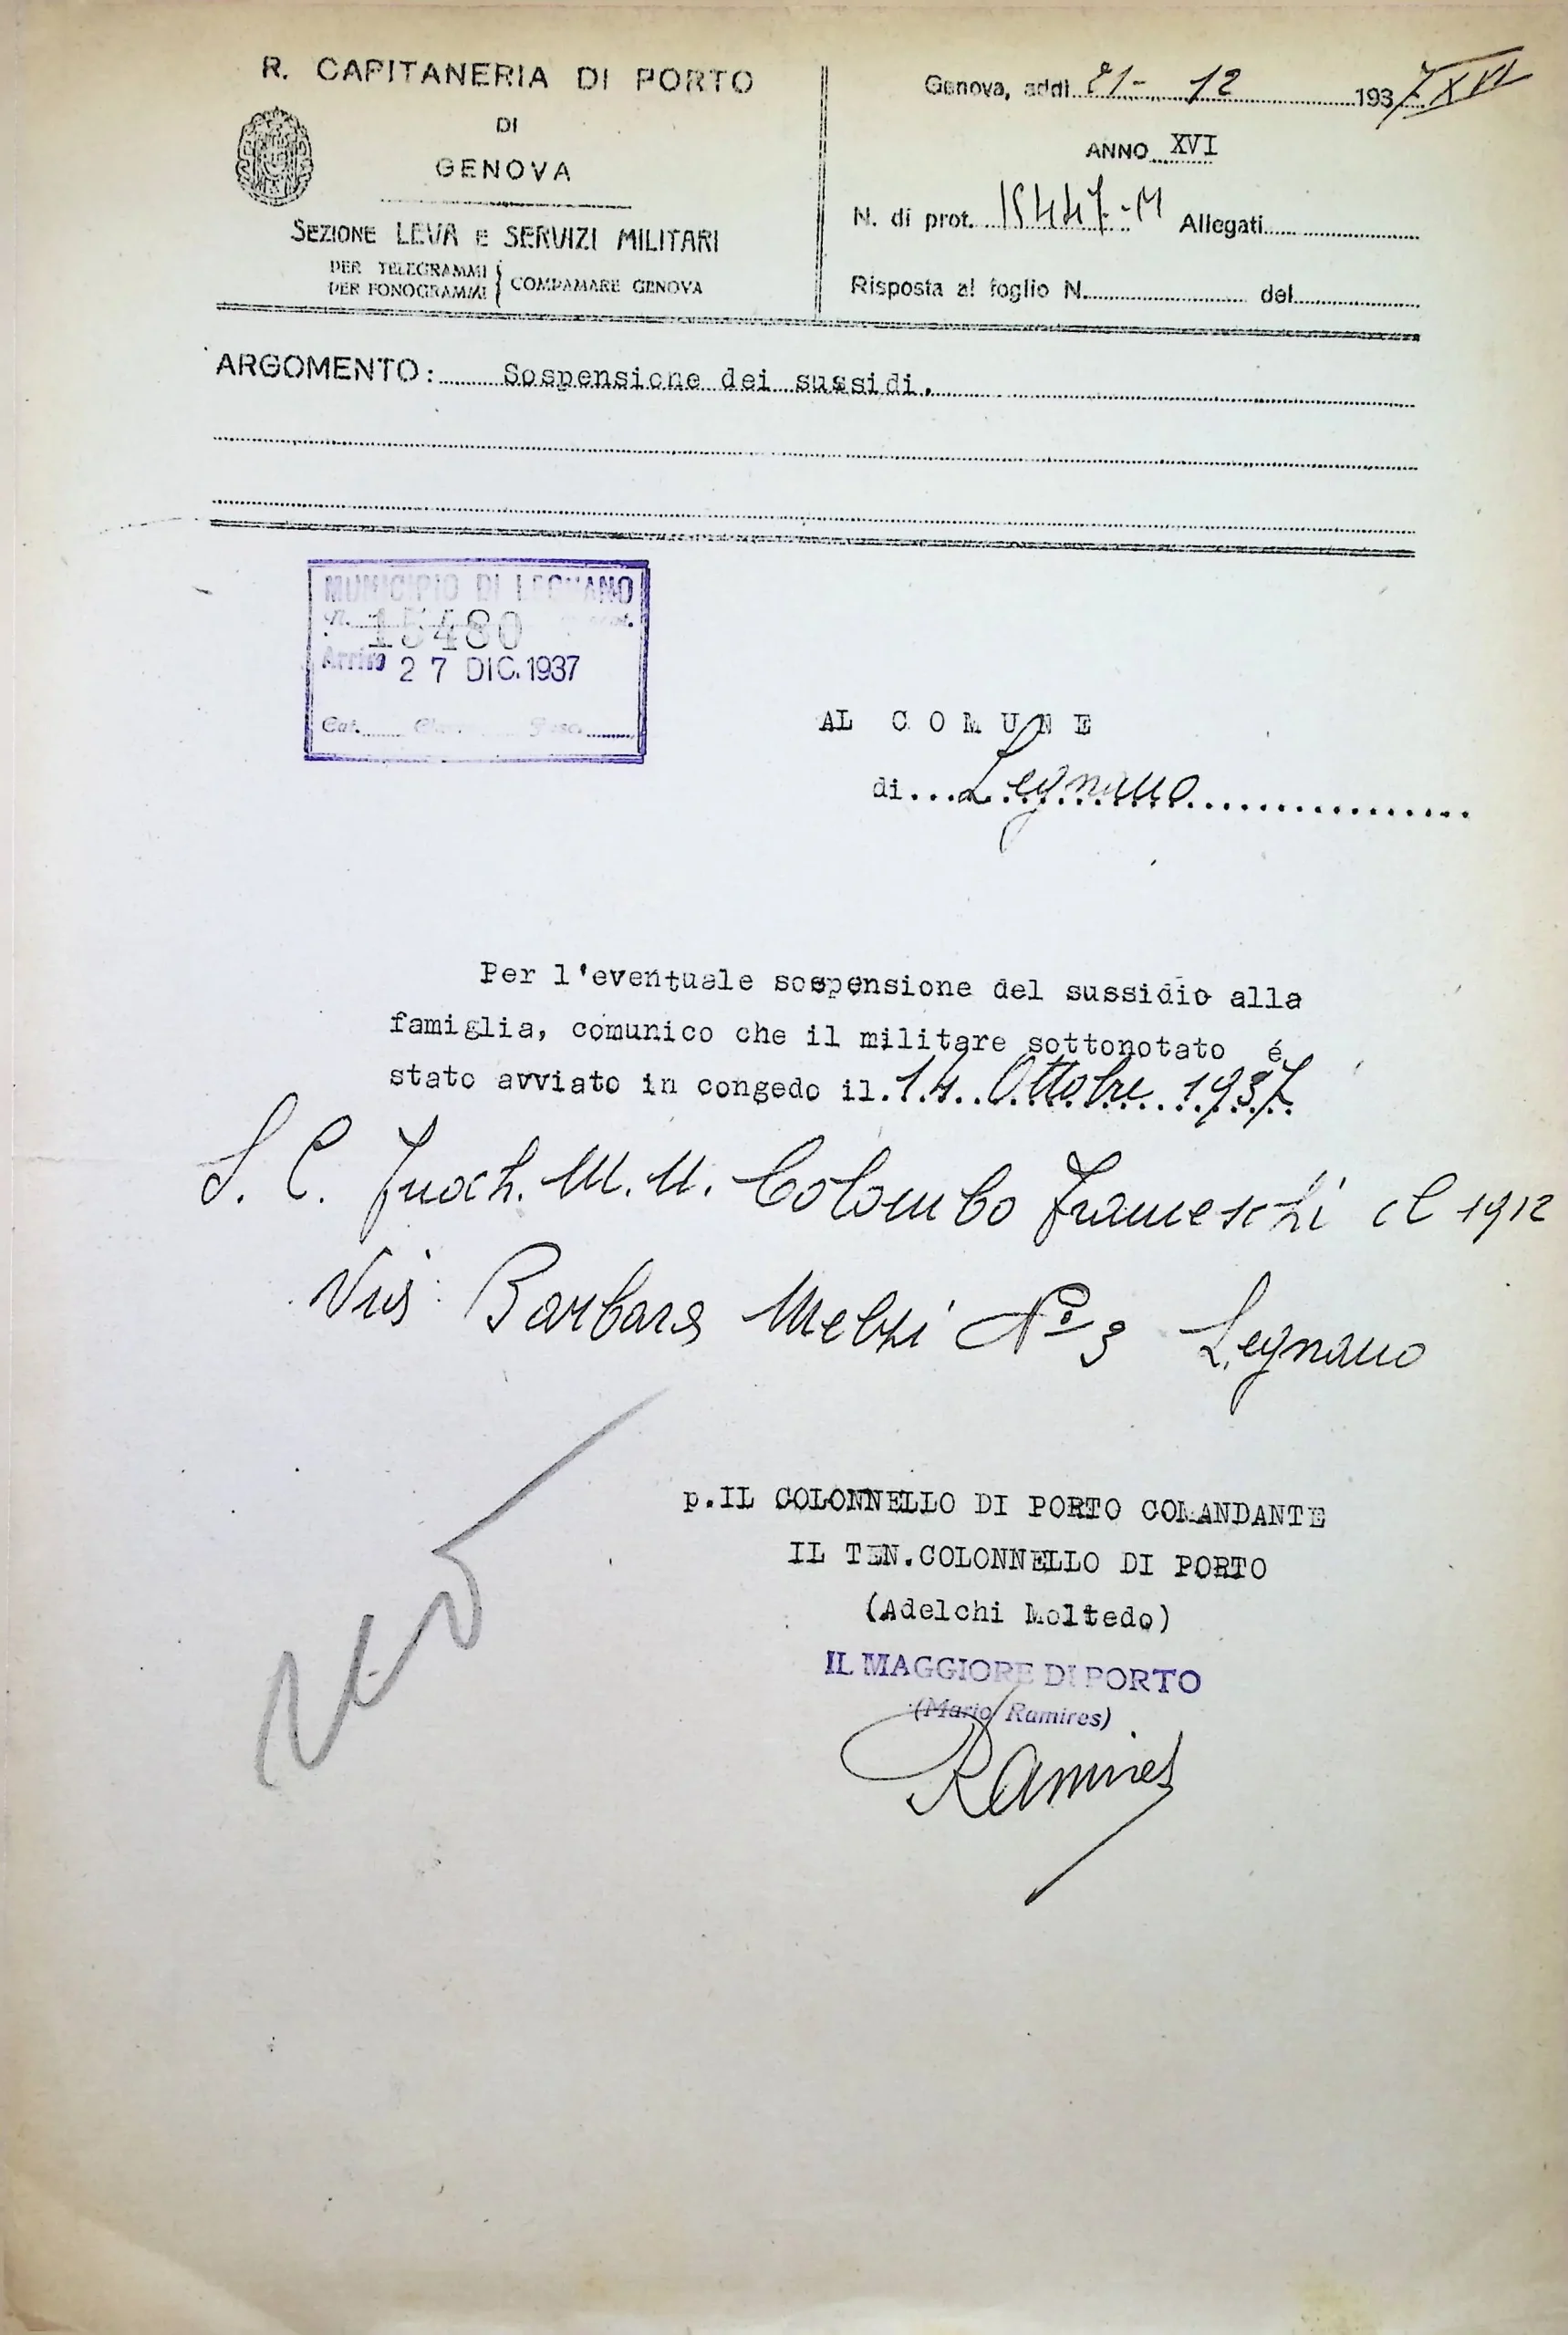 R. CAPITANERIA DI PORTO
DI
GENOVA
SEZIONE LEVA E SERVIZI MILITARI
PER TELEGRAMMI
PER FONOGRAMMI
COMPAMARE GENOVA
Genova, addì 21- 12 1937 XVI
ANNO XVI
N. di prot. 15447-M Allegati
Risposta al foglio N. del
ARGOMENTO: Sospensione dei sussidi.
MUNICIPIO DI LEGNANO
N. 15480
Arrivo 27 DIC. 1937
Cat. Fasc.
AL COMUNE
di...Legnano
Per l'eventuale sospensione del sussidio alla
famiglia, comunico che il militare sottonotato é
stato avviato in congedo il.14 Ottobre 1937
S. C. Fuoch. M. N. Colombo Franceschi cl 1912
Via Barbara Melzi Nº 3 Legnano
p.IL COLONNELLO DI PORTO COMANDANTE
IL TEN.COLONNELLO DI PORTO
(Adelchi Moltedo)
IL MAGGIORE DI PORTO
(Mario Ramires)
Ramires